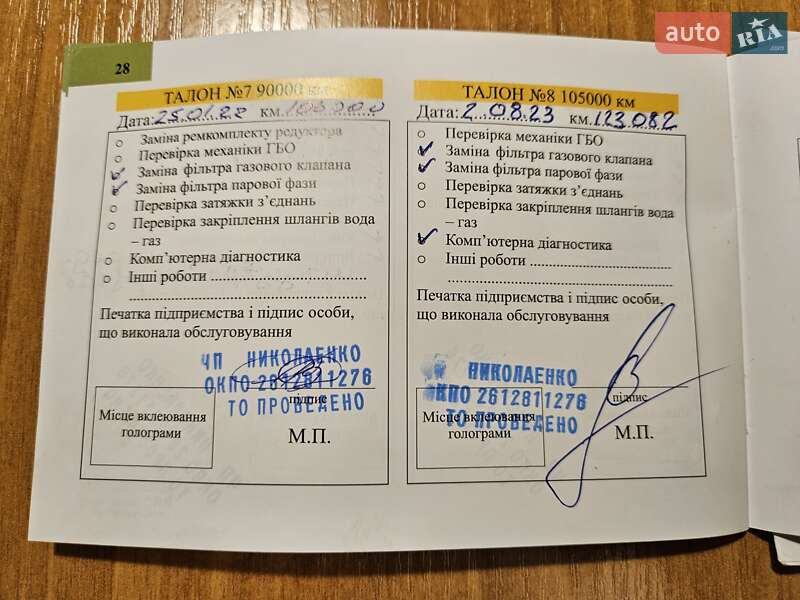 auto RIA.com
28
ТАЛОН №7 90000 км
Дата: 25.01.22 км.
Заміна ремкомплекту редуктора
Перевірка механіки ГБО
Заміна фільтра газового клапана
Заміна фільтра парової фази
Перевірка затяжки з’єднань
Перевірка закріплення шлангів вода
– газ
Комп’ютерна діагностика
Інші роботи
Печатка підприємства і підпис особи,
що виконала обслуговування
ЧП НИКОЛАЕНКО
ОКПО 2612811276
підпис
ТО ПРОВЕДЕНО
Місце вклеювання
голограми
М.П.
ТАЛОН №8 105000 км
Дата: 2.08.23 км. 123.082
Перевірка механіки ГБО
Заміна фільтра газового клапана
Заміна фільтра парової фази
Перевірка затяжки з’єднань
Перевірка закріплення шлангів вода
– газ
Комп’ютерна діагностика
Інші роботи
Печатка підприємства і підпис особи,
що виконала обслуговування
НИКОЛАЕНКО
ОКПО 2612811276
підпис
ТО ПРОВЕДЕНО
Місце вклеювання
голограми
М.П.